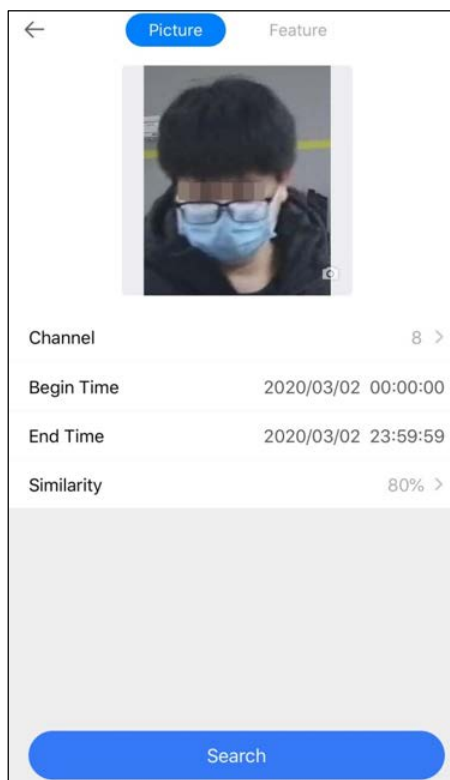 Picture Feature
Channel 8 >
Begin Time 2020/03/02 00:00:00
End Time 2020/03/02 23:59:59
Similarity 80% >
Search